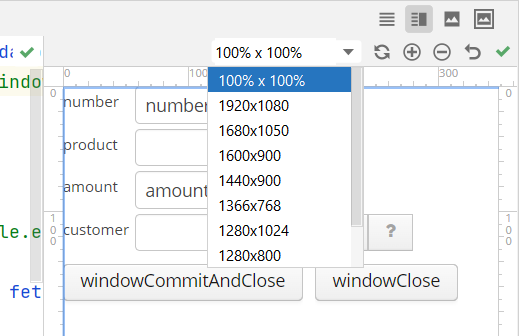 da
100% x 100%
indo
0
300
100% x 100%
number
number
1920x1080
1680x1050
product
1600x900
1440x900
amount
amount
1366x768
100
100
le.e
customer
1280x1024
?
1280x800
fet
windowCommitAndClose
windowClose